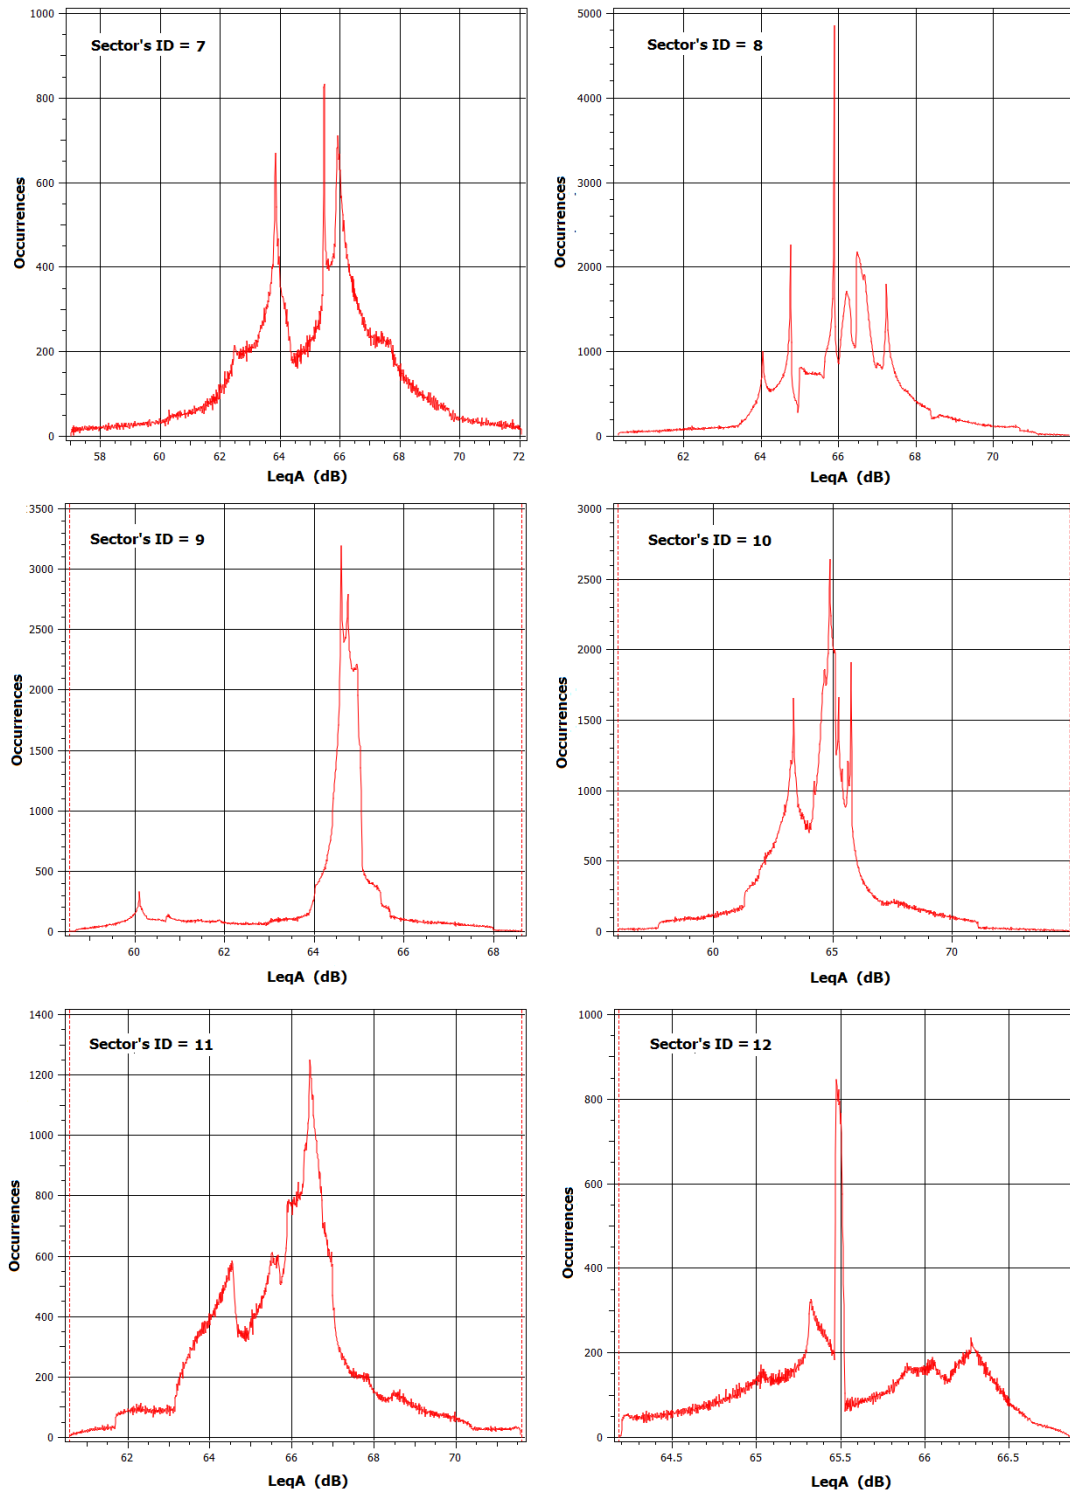 1000
800
600
400
200
0
Sector's ID = 7
Occurrences
58 60 62 64 66 68 70 72
LeqA (dB)
5000
4000
3000
2000
1000
0
Sector's ID = 8
Occurrences
62 64 66 68 70
LeqA (dB)
3500
3000
2500
2000
1500
1000
500
0
Sector's ID = 9
Occurrences
60 62 64 66 68
LeqA (dB)
3000
2500
2000
1500
1000
500
0
Sector's ID = 10
Occurrences
60 65 70
LeqA (dB)
1400
1200
1000
800
600
400
200
0
Sector's ID = 11
Occurrences
62 64 65 66 68 70
LeqA (dB)
1000
800
600
400
200
0
Sector's ID = 12
Occurrences
64.5 65 65.5 66 66.5
LeqA (dB)